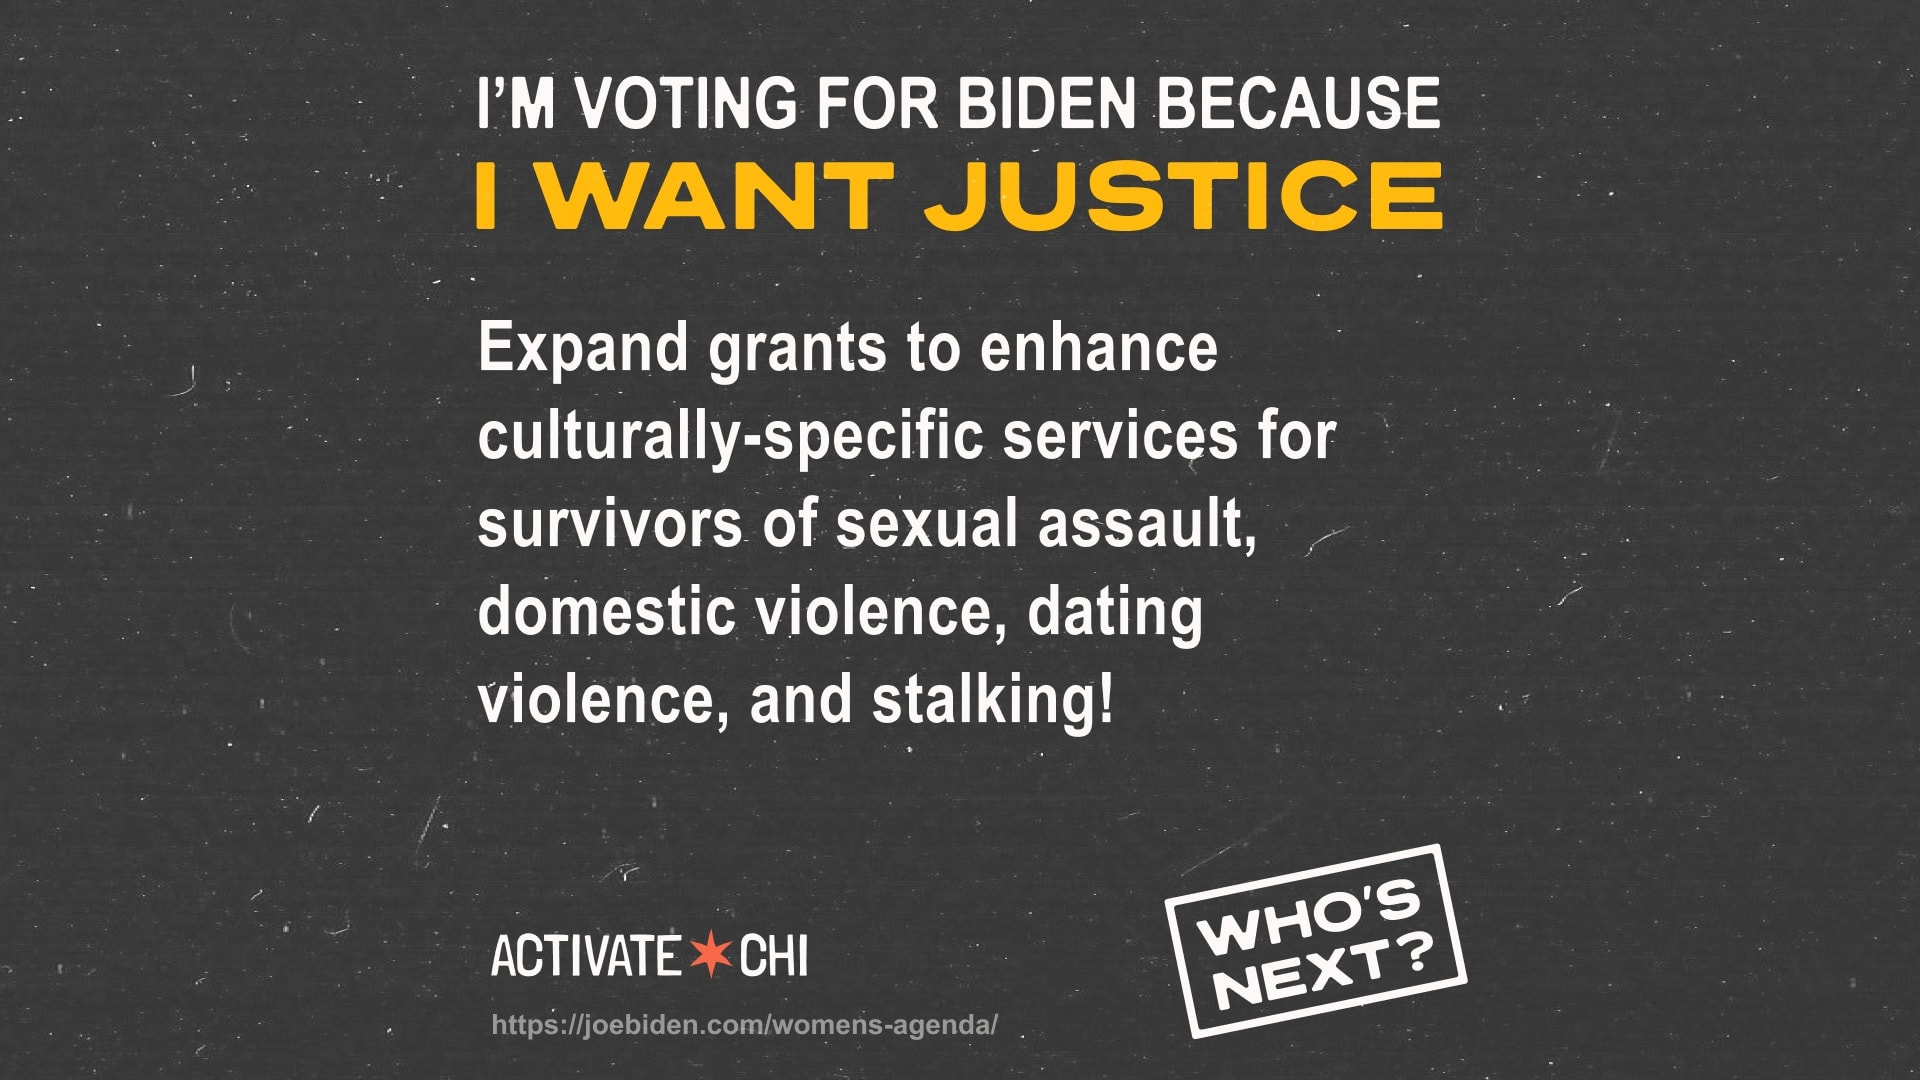 I'M VOTING FOR BIDEN BECAUSE
I WANT JUSTICE
Expand grants to enhance
culturally-specific services for
survivors of sexual assault,
domestic violence, dating
violence, and stalking!
ACTIVATE CHI
https://joebiden.com/womens-agenda/
WHO'S
NEXT?